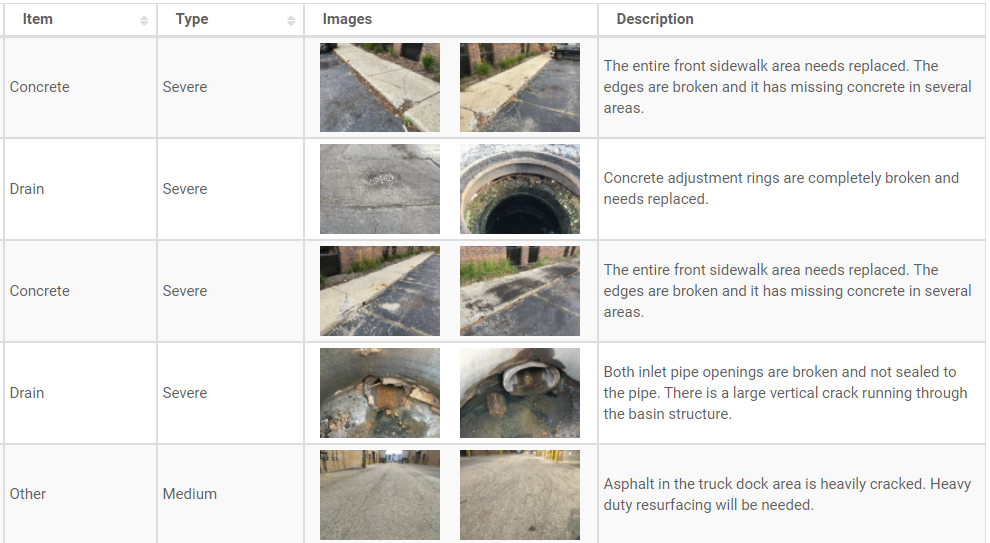 Item Type Images Description
Concrete Severe The entire front sidewalk area needs replaced. The
edges are broken and it has missing concrete in several
areas.
Drain Severe Concrete adjustment rings are completely broken and
needs replaced.
Concrete Severe The entire front sidewalk area needs replaced. The
edges are broken and it has missing concrete in several
areas.
Drain Severe Both inlet pipe openings are broken and not sealed to
the pipe. There is a large vertical crack running through
the basin structure.
Other Medium Asphalt in the truck dock area is heavily cracked. Heavy
duty resurfacing will be needed.